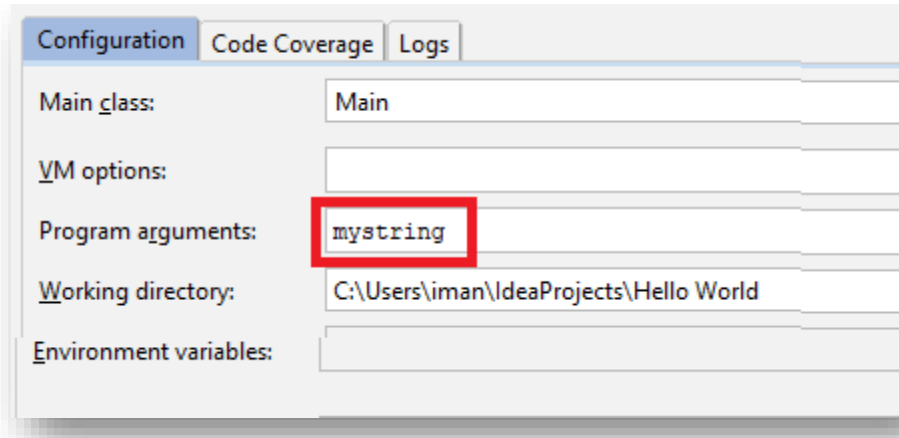 Configuration Code Coverage Logs
Main class: Main
VM options:
Program arguments: mystring
Working directory: C:\Users\iman\IdeaProjects\Hello World
Environment variables: